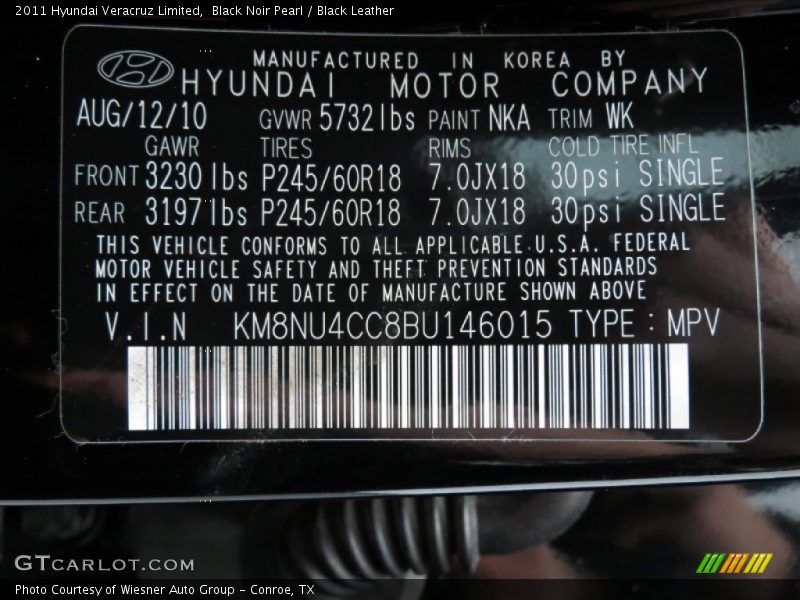 2011 Hyundai Veracruz Limited,  Black Noir Pearl / Black Leather
MANUFACTURED IN KOREA BY
HYUNDAI MOTOR COMPANY
AUG/12/10 GVWR 5732lbs PAINT NKA TRIM WK
GAWR TIRES RIMS COLD TIRE INFL
FRONT 3230lbs P245/60R18 7.0JX18 30psi SINGLE
REAR 3197lbs P245/60R18 7.0JX18 30psi SINGLE
THIS VEHICLE CONFORMS TO ALL APPLICABLE U.S.A. FEDERAL
MOTOR VEHICLE SAFETY AND THEFT PREVENTION STANDARDS
IN EFFECT ON THE DATE OF MANUFACTURE SHOWN ABOVE
V.I.N KM8NU4CC8BU146015 TYPE : MPV
GTCARLOT.COM
Photo Courtesy of Wiesner Auto Group - Conroe, TX